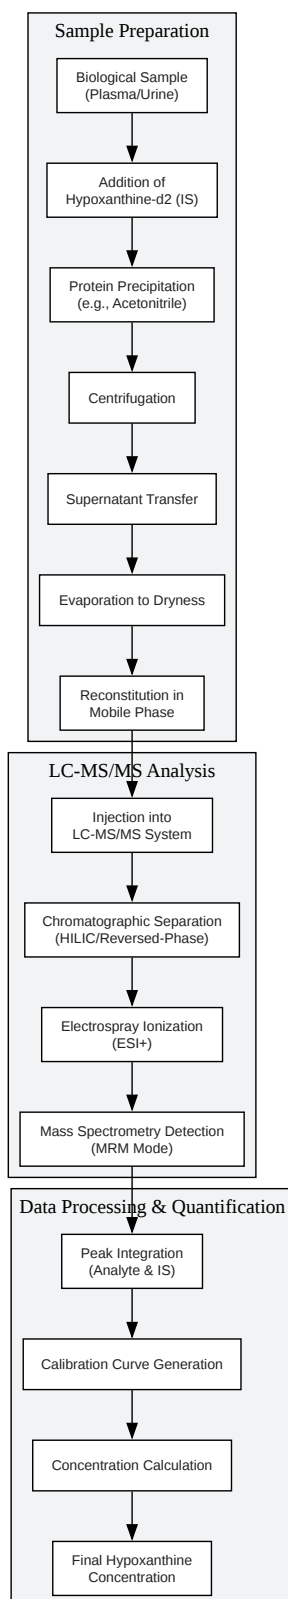 Sample Preparation
Biological Sample
(Plasma/Urine)
Addition of
Hypoxanthine-d2 (IS)
Protein Precipitation
(e.g., Acetonitrile)
Centrifugation
Supernatant Transfer
Evaporation to Dryness
Reconstitution in
Mobile Phase
LC-MS/MS Analysis
Injection into
LC-MS/MS System
Chromatographic Separation
(HILIC/Reversed-Phase)
Electrospray Ionization
(ESI+)
Mass Spectrometry Detection
(MRM Mode)
Data Processing & Quantification
Peak Integration
(Analyte & IS)
Calibration Curve Generation
Concentration Calculation
Final Hypoxanthine
Concentration